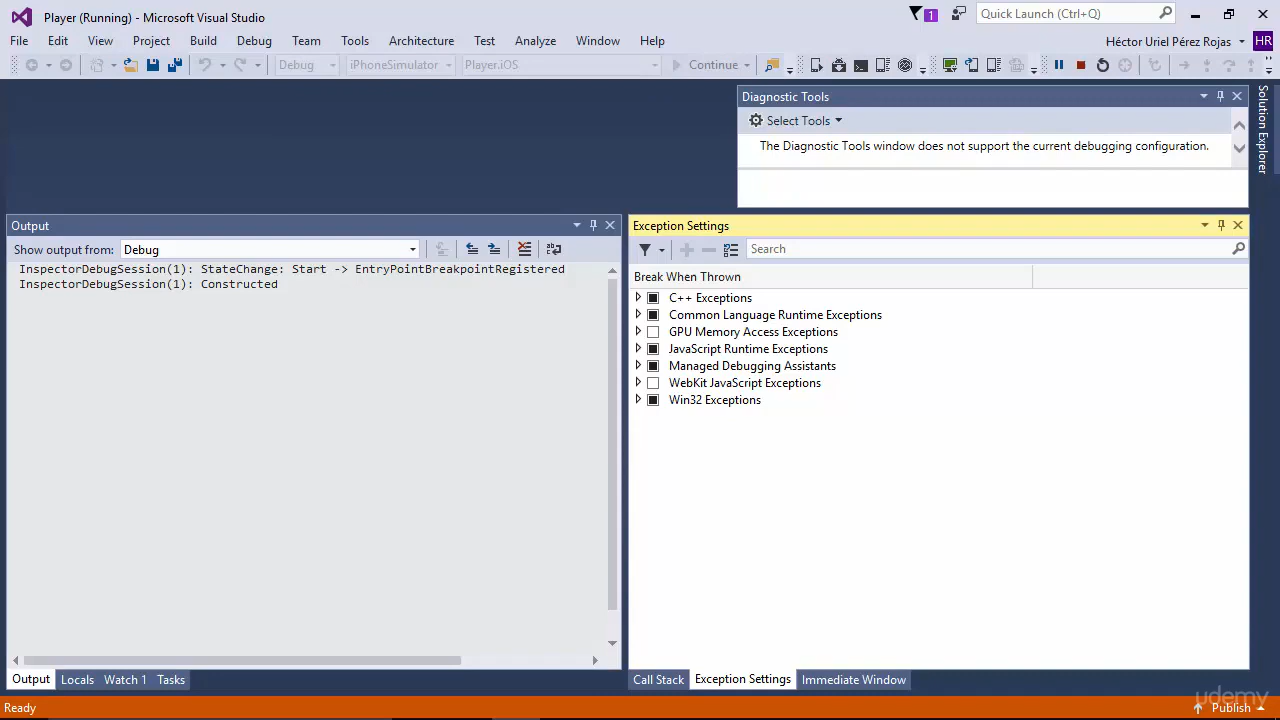 Player (Running) - Microsoft Visual Studio
1
Quick Launch (Ctrl+Q)
File Edit View Project Build Debug Team Tools Architecture Test Analyze Window Help
Héctor Uriel Pérez Rojas HR
Debug iPhoneSimulator Player.iOS Continue
Diagnostic Tools
Select Tools
The Diagnostic Tools window does not support the current debugging configuration.
Solution Explorer
Output
Show output from: Debug
InspectorDebugSession(1): StateChange: Start -> EntryPointBreakpointRegistered
InspectorDebugSession(1): Constructed
Exception Settings
Search
Break When Thrown
C++ Exceptions
Common Language Runtime Exceptions
GPU Memory Access Exceptions
JavaScript Runtime Exceptions
Managed Debugging Assistants
WebKit JavaScript Exceptions
Win32 Exceptions
Output Locals Watch 1 Tasks
Call Stack Exception Settings Immediate Window
Ready
Publish
udemy